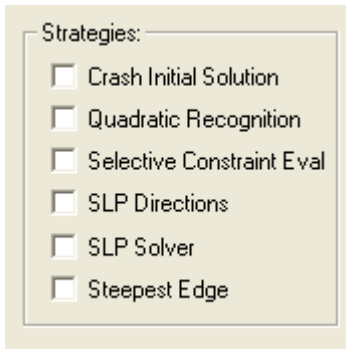 Strategies:
Crash Initial Solution
Quadratic Recognition
Selective Constraint Eval
SLP Directions
SLP Solver
Steepest Edge